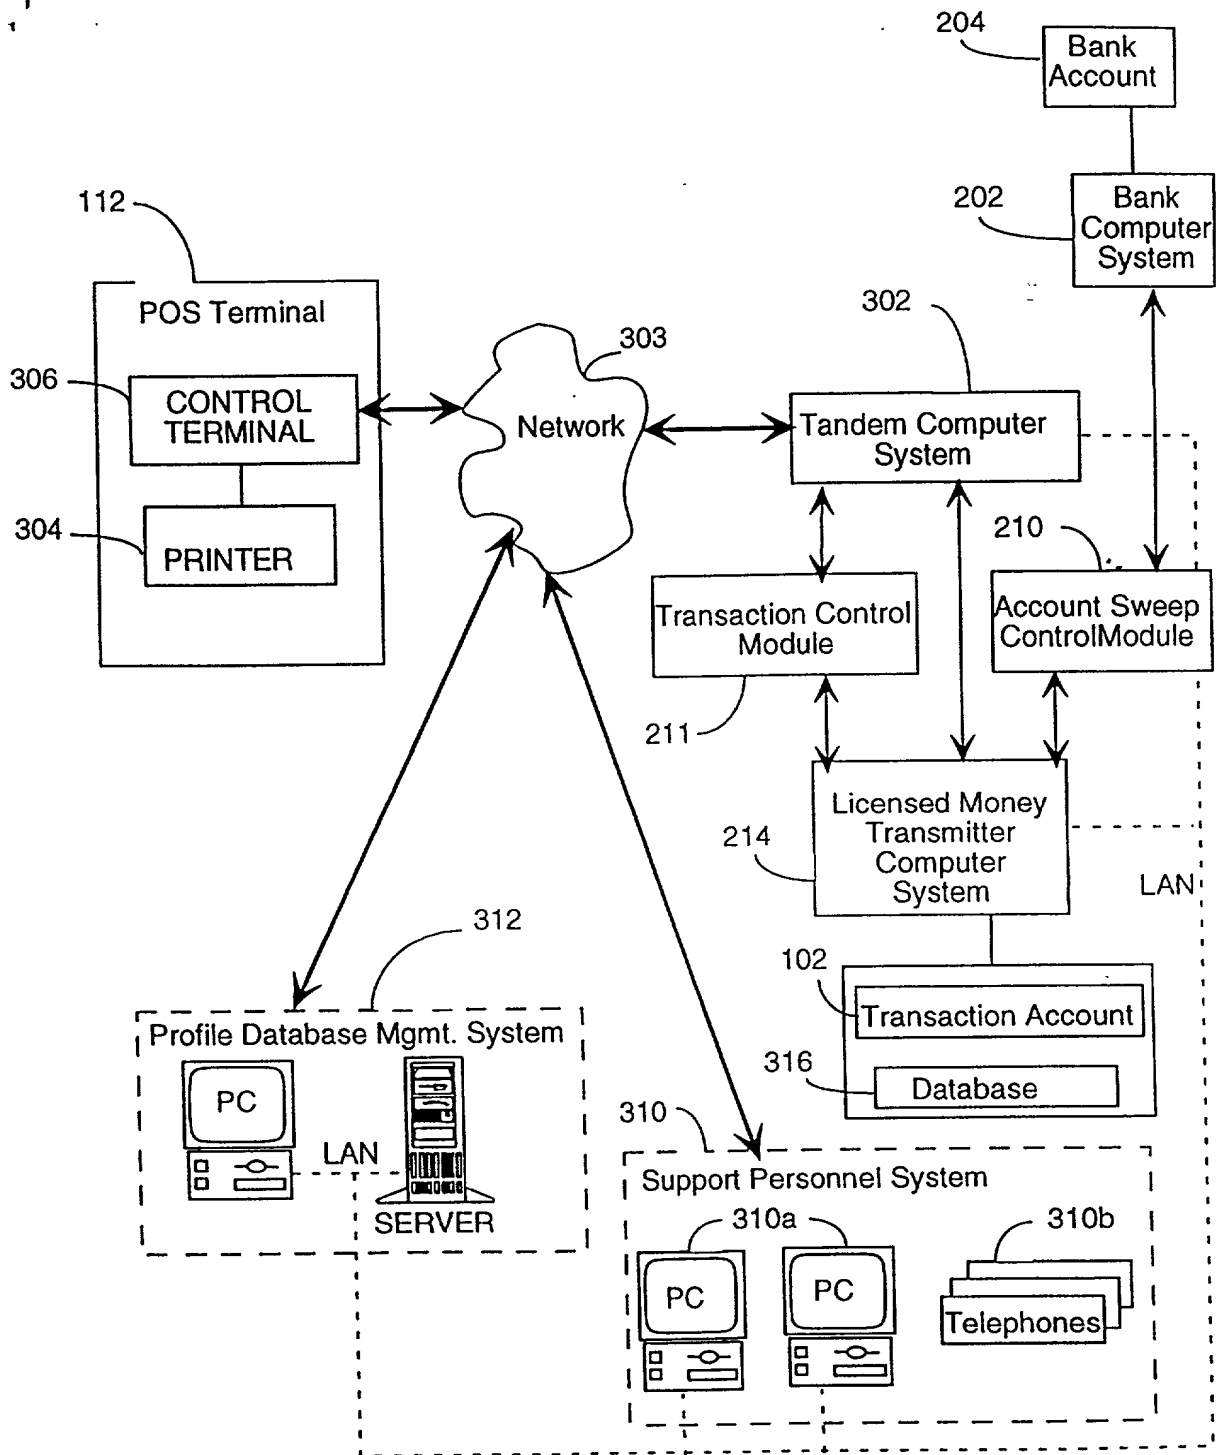 204
Bank
Account
112
202
Bank
Computer
System
POS Terminal
302
303
306
CONTROL
TERMINAL
Network
Tandem Computer
System
304
PRINTER
210
Transaction Control
Module
Account Sweep
ControlModule
211
Licensed Money
Transmitter
Computer
System
214
LAN
312
102
Transaction Account
Profile Database Mgmt. System
316
Database
PC
310
LAN
Support Personnel System
SERVER
310a
310b
PC
PC
Telephones